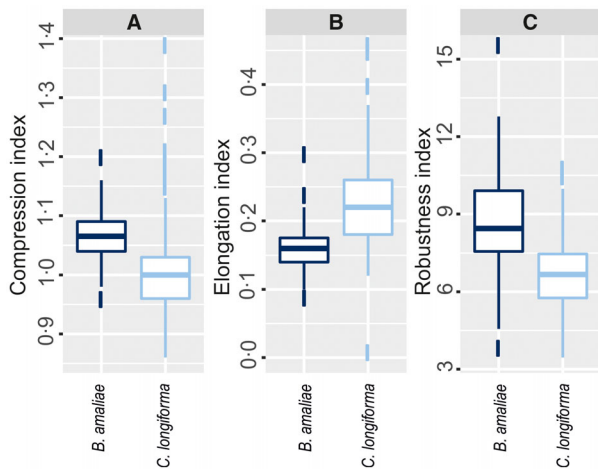 A
B
C
Compression index
1·4
1·3
1·2
1·1
1·0
0·9
Elongation index
0·4
0·3
0·2
0·1
0·0
Robustness index
15
12
9
6
3
B. amaliae
C. longiforma
B. amaliae
C. longiforma
B. amaliae
C. longiforma